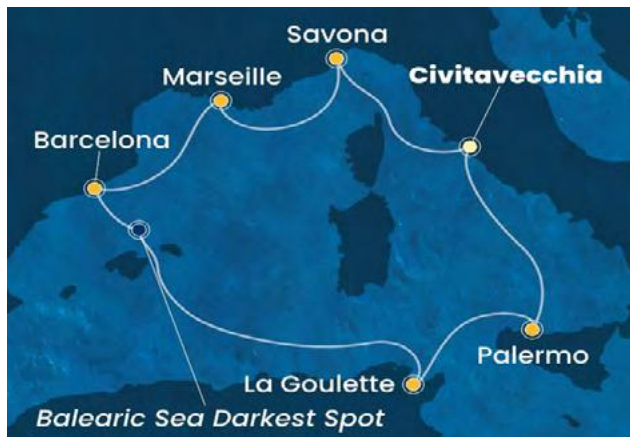 Savona
Marseille
Civitavecchia
Barcelona
Palermo
La Goulette
Balearic Sea Darkest Spot